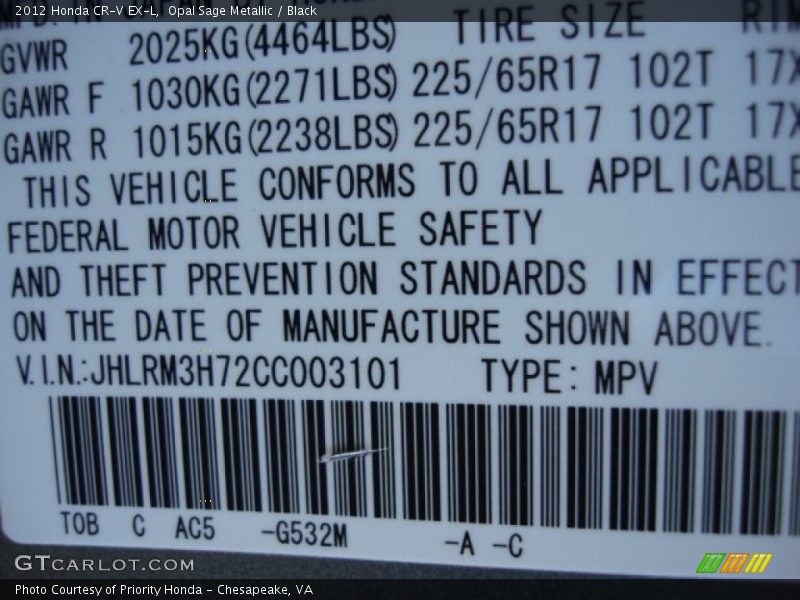 2012 Honda CR-V EX-L, Opal Sage Metallic / Black
GVWR 2025KG(4464LBS) TIRE SIZE
GAWR F 1030KG(2271LBS) 225/65R17 102T 17X
GAWR R 1015KG(2238LBS) 225/65R17 102T 17X
THIS VEHICLE CONFORMS TO ALL APPLICABLE
FEDERAL MOTOR VEHICLE SAFETY
AND THEFT PREVENTION STANDARDS IN EFFECT
ON THE DATE OF MANUFACTURE SHOWN ABOVE.
V.I.N.:JHLRM3H72CC003101 TYPE: MPV
TOB C AC5 -G532M -A -C
GTCARLOT.COM
Photo Courtesy of Priority Honda - Chesapeake, VA